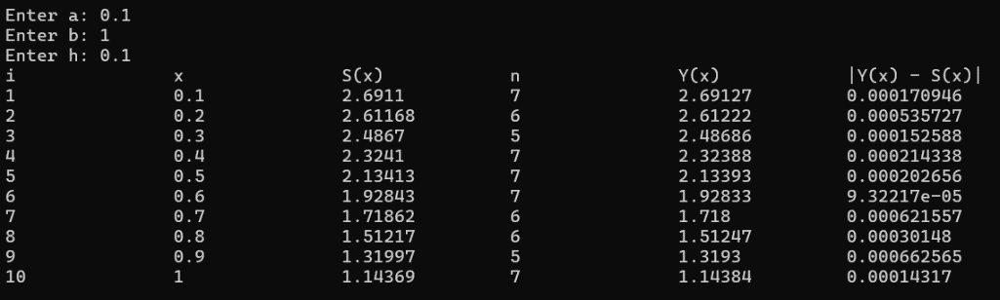 Enter a: 0.1
Enter b: 1
Enter h: 0.1
i x S(x) n Y(x) |Y(x) - S(x)|
1 0.1 2.6911 7 2.69127 0.000170946
2 0.2 2.61168 6 2.61222 0.000535727
3 0.3 2.4867 5 2.48686 0.000152588
4 0.4 2.3241 7 2.32388 0.000214338
5 0.5 2.13413 7 2.13393 0.000202656
6 0.6 1.92843 7 1.92833 9.32217e-05
7 0.7 1.71862 6 1.718 0.000621557
8 0.8 1.51217 6 1.51247 0.00030148
9 0.9 1.31997 5 1.3193 0.000662565
10 1 1.14369 7 1.14384 0.00014317